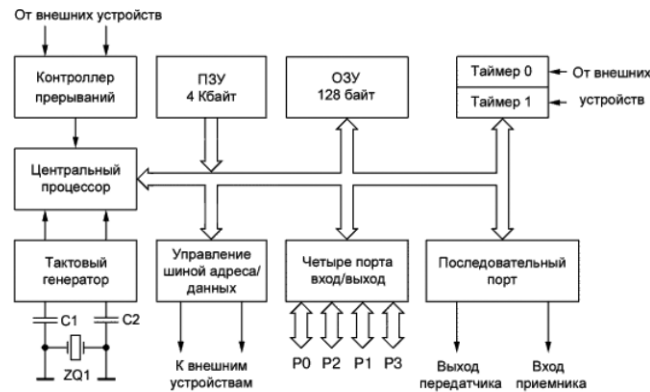 От внешних устройств
Контроллер
прерываний
ПЗУ
4 Кбайт
ОЗУ
128 байт
Таймер 0
Таймер 1
От внешних
устройств
Центральный
процессор
Тактовый
генератор
Управление
шиной адреса/
данных
Четыре порта
вход/выход
Последовательный
порт
C1
C2
ZQ1
К внешним
устройствам
P0 P2 P1 P3
Выход
передатчика
Вход
приемника